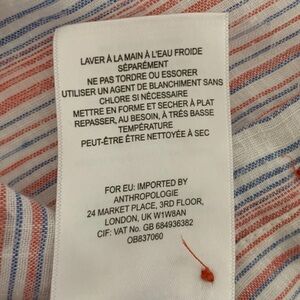 LAVER À LA MAIN À L'EAU FROIDE
SÉPARÉMENT
NE PAS TORDRE OU ESSORER
UTILISER UN AGENT DE BLANCHIMENT SANS
CHLORE SI NÉCESSAIRE
METTRE EN FORME ET SECHER À PLAT
REPASSER, AU BESOIN, À TRÈS BASSE
TEMPÉRATURE
PEUT-ÊTRE ÊTRE NETTOYÉE À SEC
FOR EU: IMPORTED BY
ANTHROPOLOGIE
24 MARKET PLACE, 3RD FLOOR,
LONDON, UK W1W8AN
CIF: VAT No. GB 684936382
OB837060